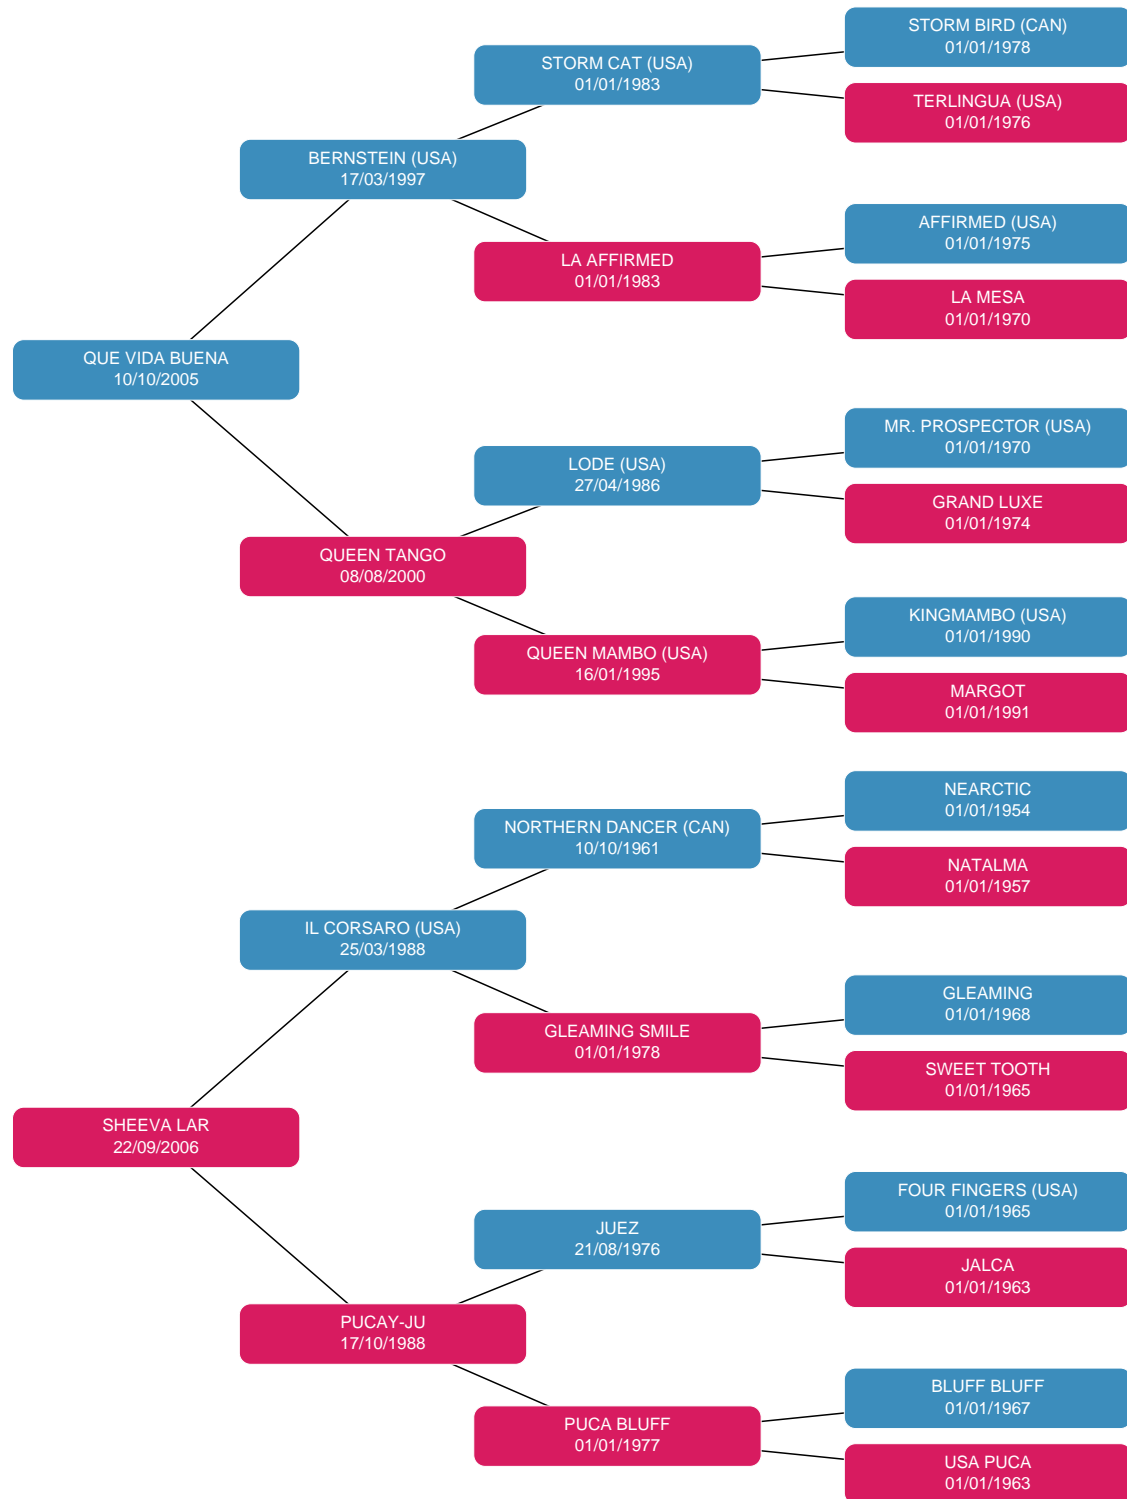 STORM BIRD (CAN)
01/01/1978
STORM CAT (USA)
01/01/1983
TERLINGUA (USA)
01/01/1976
BERNSTEIN (USA)
17/03/1997
AFFIRMED (USA)
01/01/1975
LA AFFIRMED
01/01/1983
LA MESA
01/01/1970
QUE VIDA BUENA
10/10/2005
MR. PROSPECTOR (USA)
01/01/1970
LODE (USA)
27/04/1986
GRAND LUXE
01/01/1974
QUEEN TANGO
08/08/2000
KINGMAMBO (USA)
01/01/1990
QUEEN MAMBO (USA)
16/01/1995
MARGOT
01/01/1991
NEARCTIC
01/01/1954
NORTHERN DANCER (CAN)
10/10/1961
NATALMA
01/01/1957
IL CORSARO (USA)
25/03/1988
GLEAMING
01/01/1968
GLEAMING SMILE
01/01/1978
SWEET TOOTH
01/01/1965
SHEEVA LAR
22/09/2006
FOUR FINGERS (USA)
01/01/1965
JUEZ
21/08/1976
JALCA
01/01/1963
PUCAY-JU
17/10/1988
BLUFF BLUFF
01/01/1967
PUCA BLUFF
01/01/1977
USA PUCA
01/01/1963